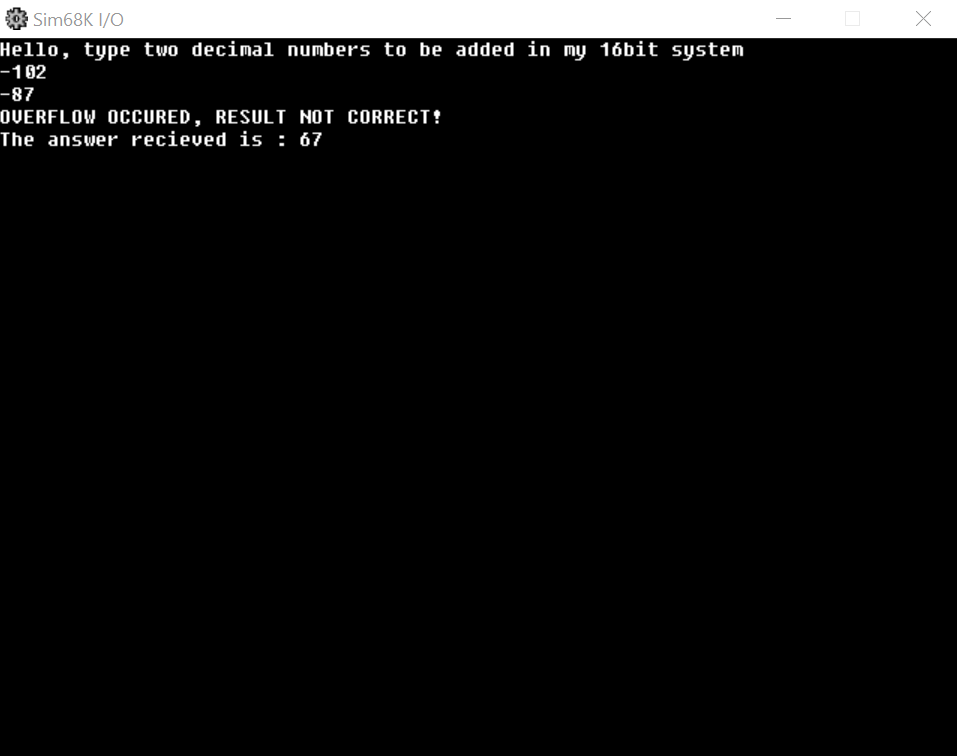 Sim68K I/O
Hello, type two decimal numbers to be added in my 16bit system
-102
-87
OVERFLOW OCCURED, RESULT NOT CORRECT!
The answer recieved is : 67